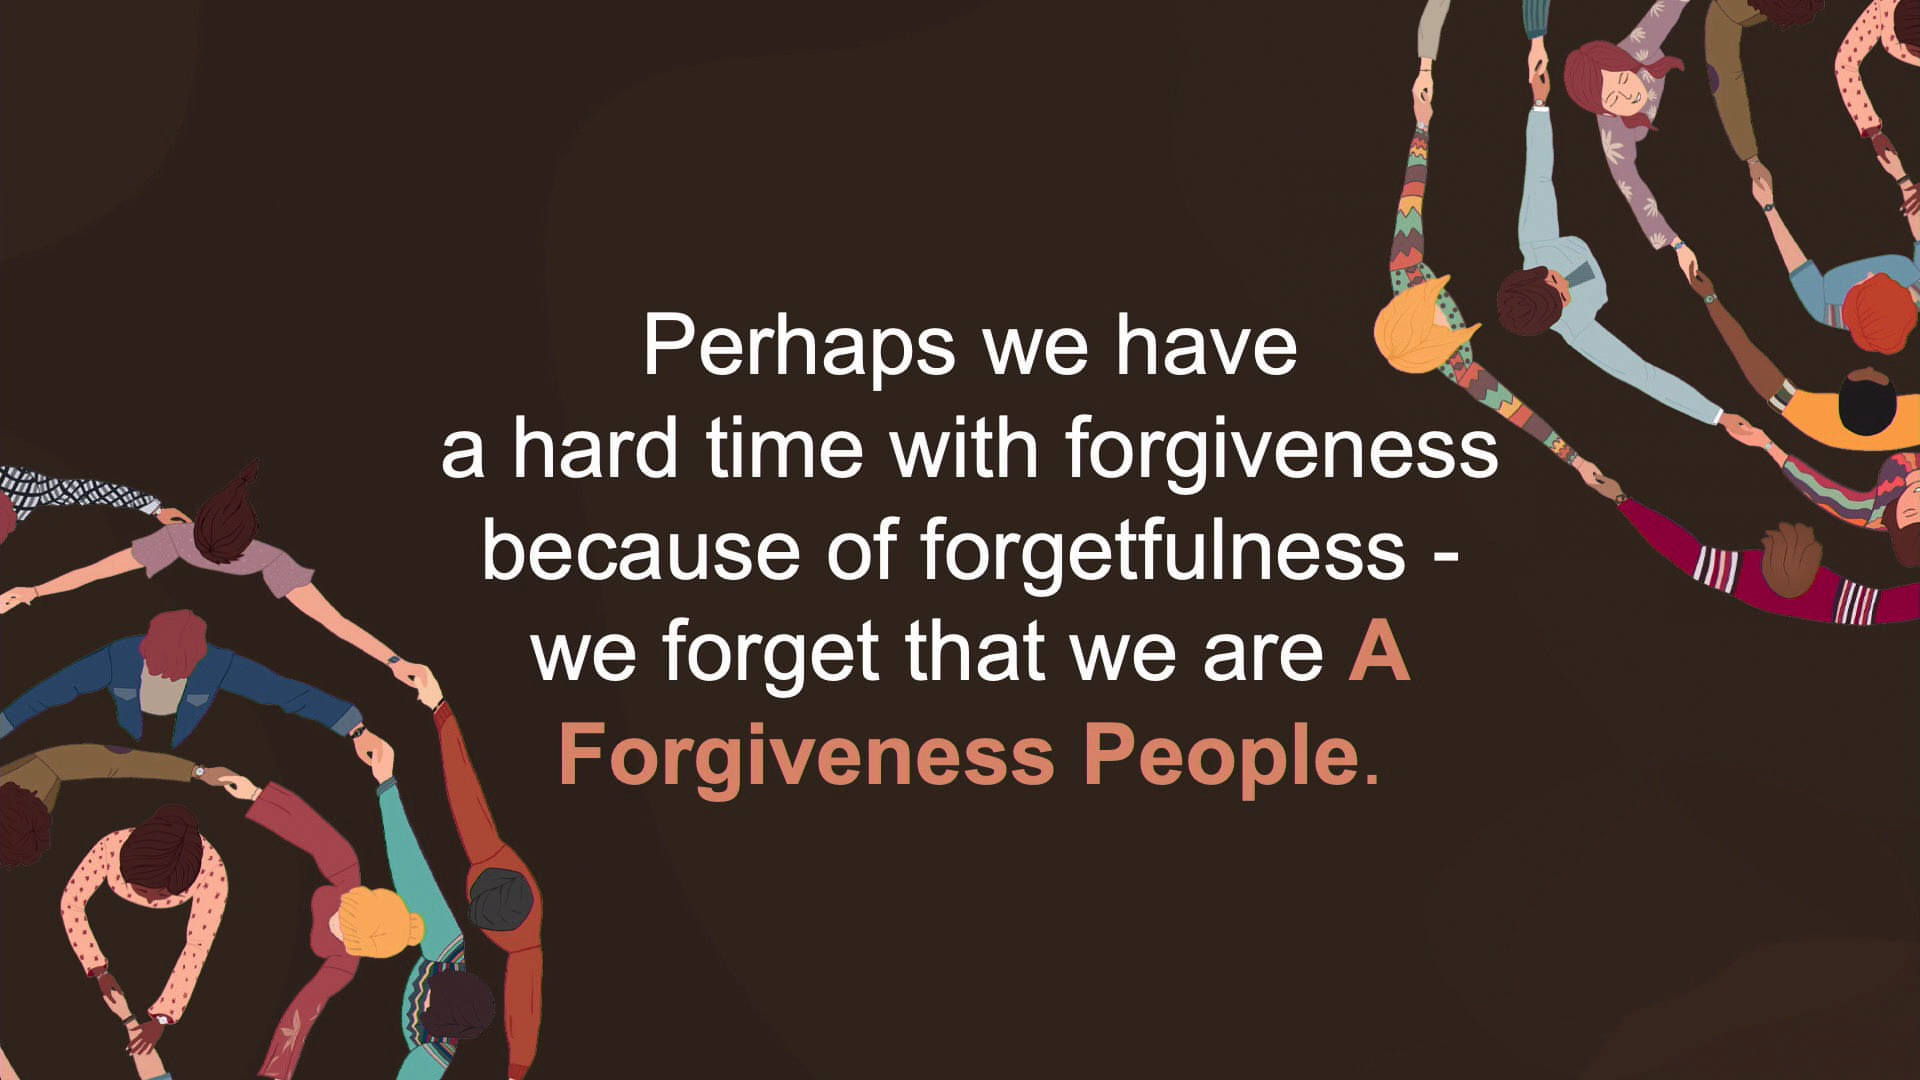 Perhaps we have
a hard time with forgiveness
because of forgetfulness -
we forget that we are A
Forgiveness People.